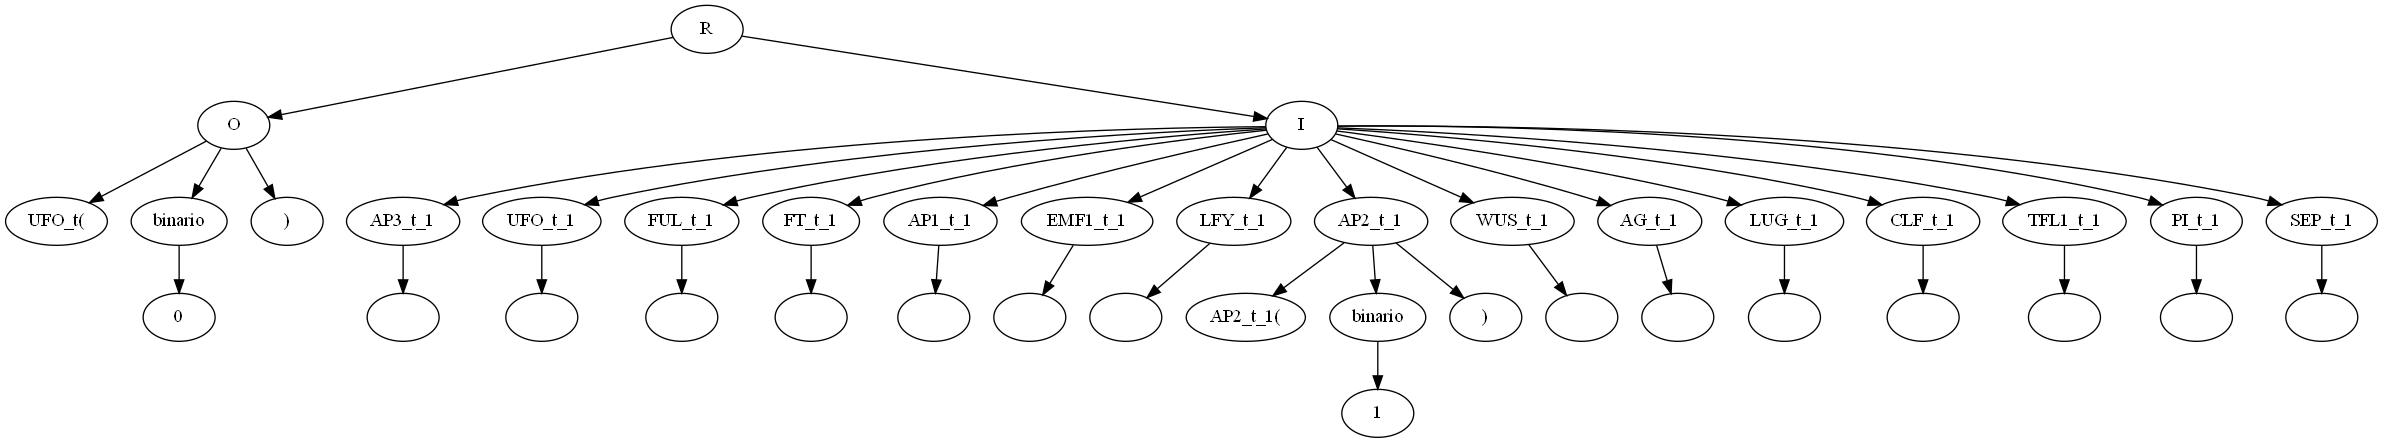 R
O I
UFO_t( binario ) AP3_t_1 UFO_t_1 FUL_t_1 FT_t_1 AP1_t_1 EMF1_t_1 LFY_t_1 AP2_t_1 WUS_t_1 AG_t_1 LUG_t_1 CLF_t_1 TFL1_t_1 PI_t_1 SEP_t_1
0 AP2_t_1( binario )
1